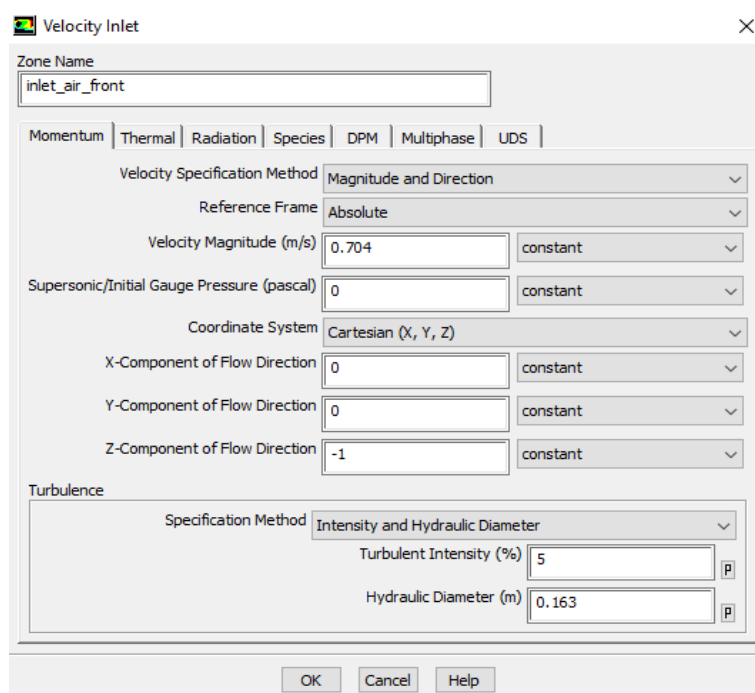 Velocity Inlet
Zone Name
inlet_air_front
Momentum Thermal Radiation Species DPM Multiphase UDS
Velocity Specification Method Magnitude and Direction
Reference Frame Absolute
Velocity Magnitude (m/s) 0.704 constant
Supersonic/Initial Gauge Pressure (pascal) 0 constant
Coordinate System Cartesian (X, Y, Z)
X-Component of Flow Direction 0 constant
Y-Component of Flow Direction 0 constant
Z-Component of Flow Direction -1 constant
Turbulence
Specification Method Intensity and Hydraulic Diameter
Turbulent Intensity (%) 5 P
Hydraulic Diameter (m) 0.163 P
OK Cancel Help